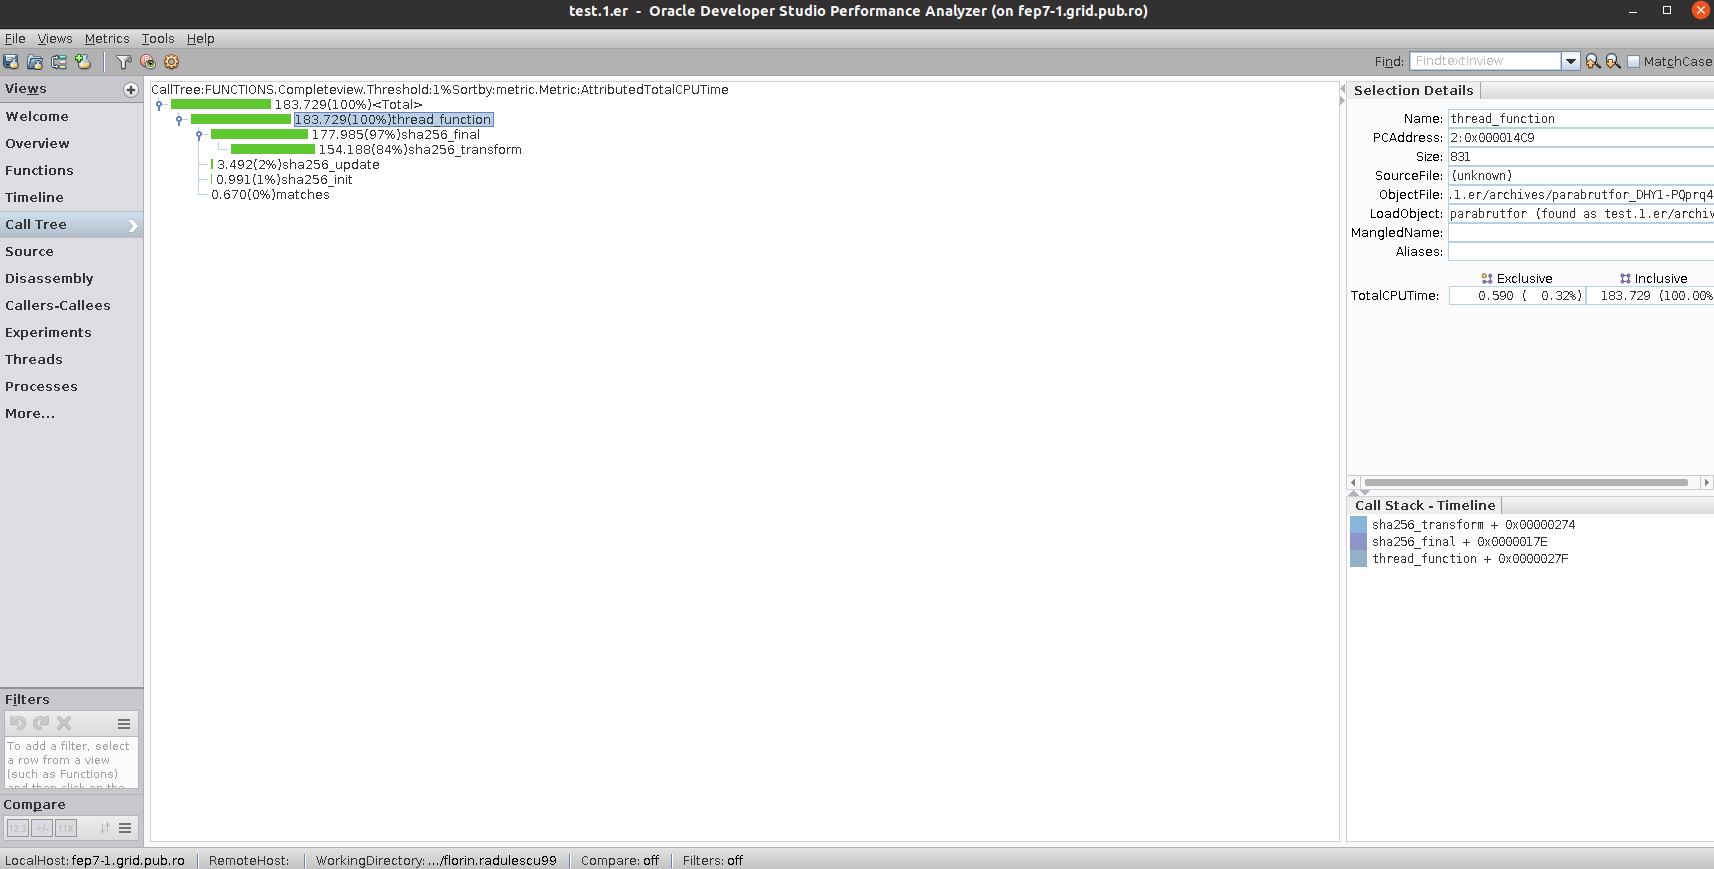 test.1.er - Oracle Developer Studio Performance Analyzer (on fep7-1.grid.pub.ro)
File Views Metrics Tools Help
Find: Findtextinview MatchCase
Views
Welcome
Overview
Functions
Timeline
Call Tree
Source
Disassembly
Callers-Callees
Experiments
Threads
Processes
More...
Filters
To add a filter, select
a row from a view
(such as Functions)
and then click on the
Compare
12.3 +/- 1.1X
CallTree:FUNCTIONS.Completeview.Threshold:1%Sortby:metric.Metric:AttributedTotalCPUTime
183.729(100%)<Total>
183.729(100%)thread_function
177.985(97%)sha256_final
154.188(84%)sha256_transform
3.492(2%)sha256_update
0.991(1%)sha256_init
0.670(0%)matches
Selection Details
Name: thread_function
PCAddress: 2:0x000014C9
Size: 831
SourceFile: (unknown)
ObjectFile: .1.er/archives/parabrutfor_DHYl-PQprq4
LoadObject: parabrutfor (found as test.1.er/archiv
MangledName:
Aliases:
Exclusive Inclusive
TotalCPUTime: 0.590 ( 0.32%) 183.729 (100.00%
Call Stack - Timeline
sha256_transform + 0x00000274
sha256_final + 0x0000017E
thread_function + 0x0000027F
LocalHost: fep7-1.grid.pub.ro RemoteHost: WorkingDirectory: .../florin.radulescu99 Compare: off Filters: off